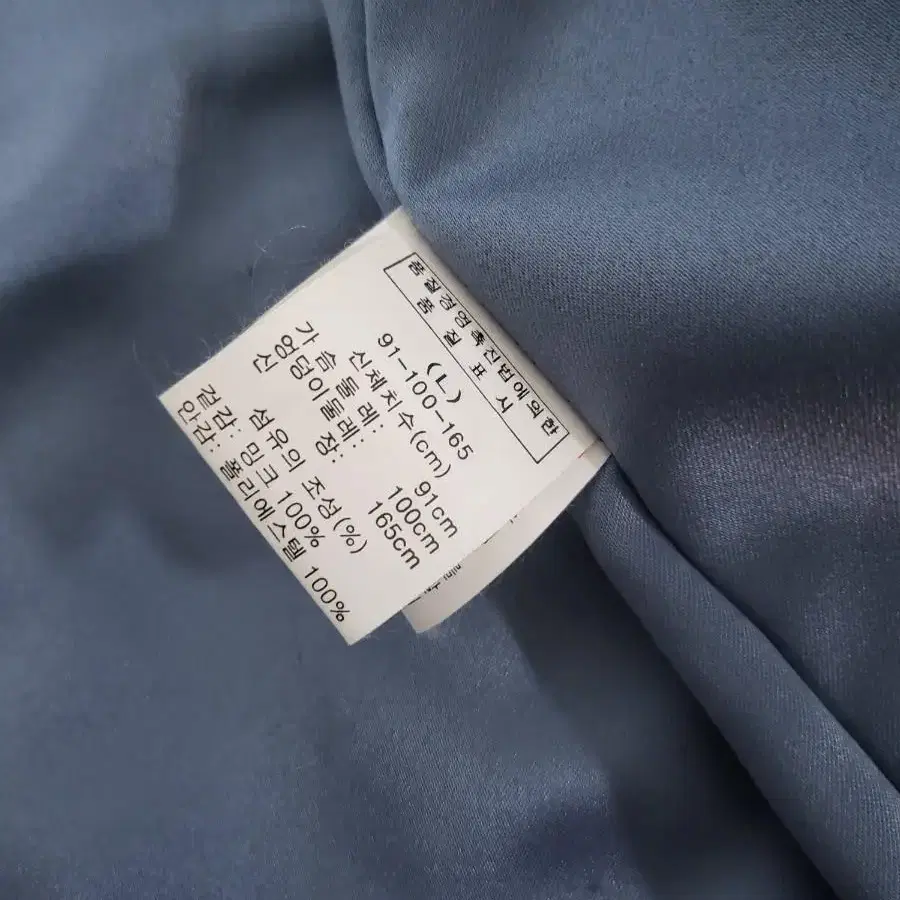 품질경영촉진법에의한
품 질 표 시
(L)
91-100-165
신체치수(cm)
가 슴 둘 레: 91cm
엉덩이둘레: 100cm
신 장: 165cm
섬 유의 조성(%)
겉감: 밍크 100%
안감: 폴리에스텔 100%